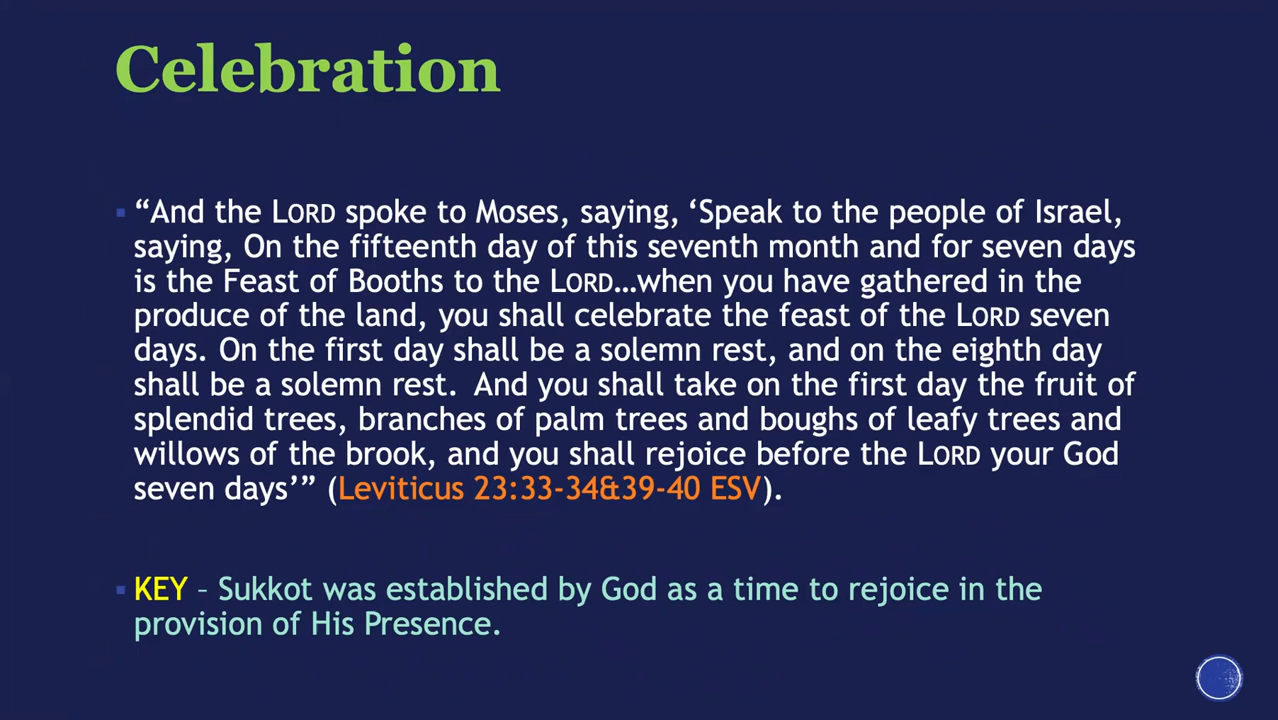 Celebration
▪ “And the LORD spoke to Moses, saying, ‘Speak to the people of Israel,
saying, On the fifteenth day of this seventh month and for seven days
is the Feast of Booths to the LORD…when you have gathered in the
produce of the land, you shall celebrate the feast of the LORD seven
days. On the first day shall be a solemn rest, and on the eighth day
shall be a solemn rest.  And you shall take on the first day the fruit of
splendid trees, branches of palm trees and boughs of leafy trees and
willows of the brook, and you shall rejoice before the LORD your God
seven days’” (Leviticus 23:33-34&39-40 ESV).
▪ KEY – Sukkot was established by God as a time to rejoice in the
provision of His Presence.